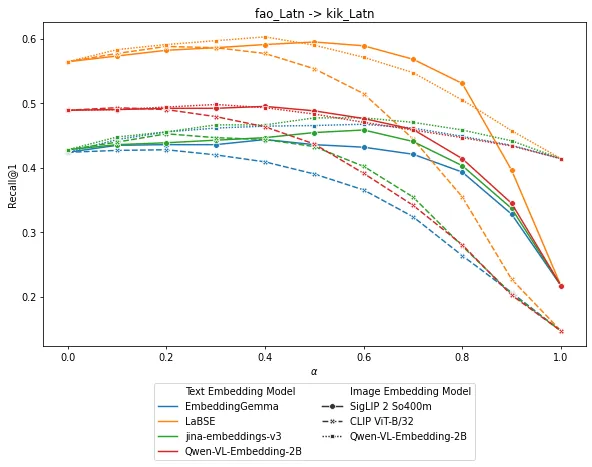 fao_Latn -> kik_Latn
Recall@1
0.6
0.5
0.4
0.3
0.2
0.0
0.2
0.4
0.6
0.8
1.0
α
Text Embedding Model
EmbeddingGemma
LaBSE
jina-embeddings-v3
Qwen-VL-Embedding-2B
Image Embedding Model
SigLIP 2 So400m
CLIP ViT-B/32
Qwen-VL-Embedding-2B